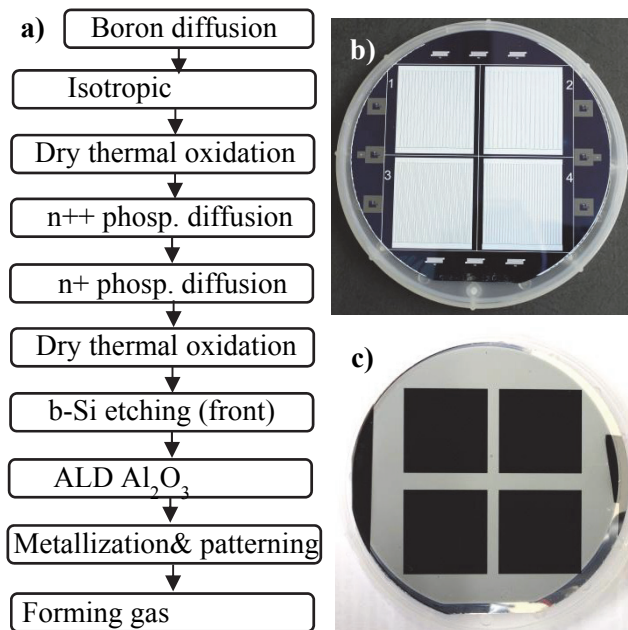 a)
Boron diffusion
Isotropic
Dry thermal oxidation
n++ phosp. diffusion
n+ phosp. diffusion
Dry thermal oxidation
b-Si etching (front)
ALD Al₂O₃
Metallization& patterning
Forming gas
b)
1 2
3 4
c)